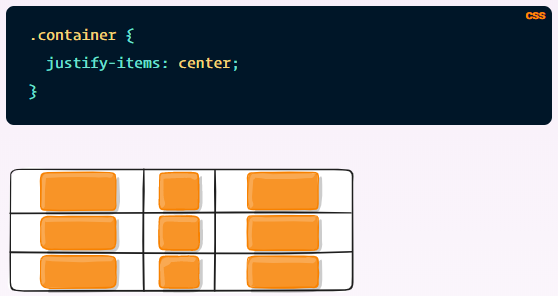 css
.container {
justify-items: center;
}